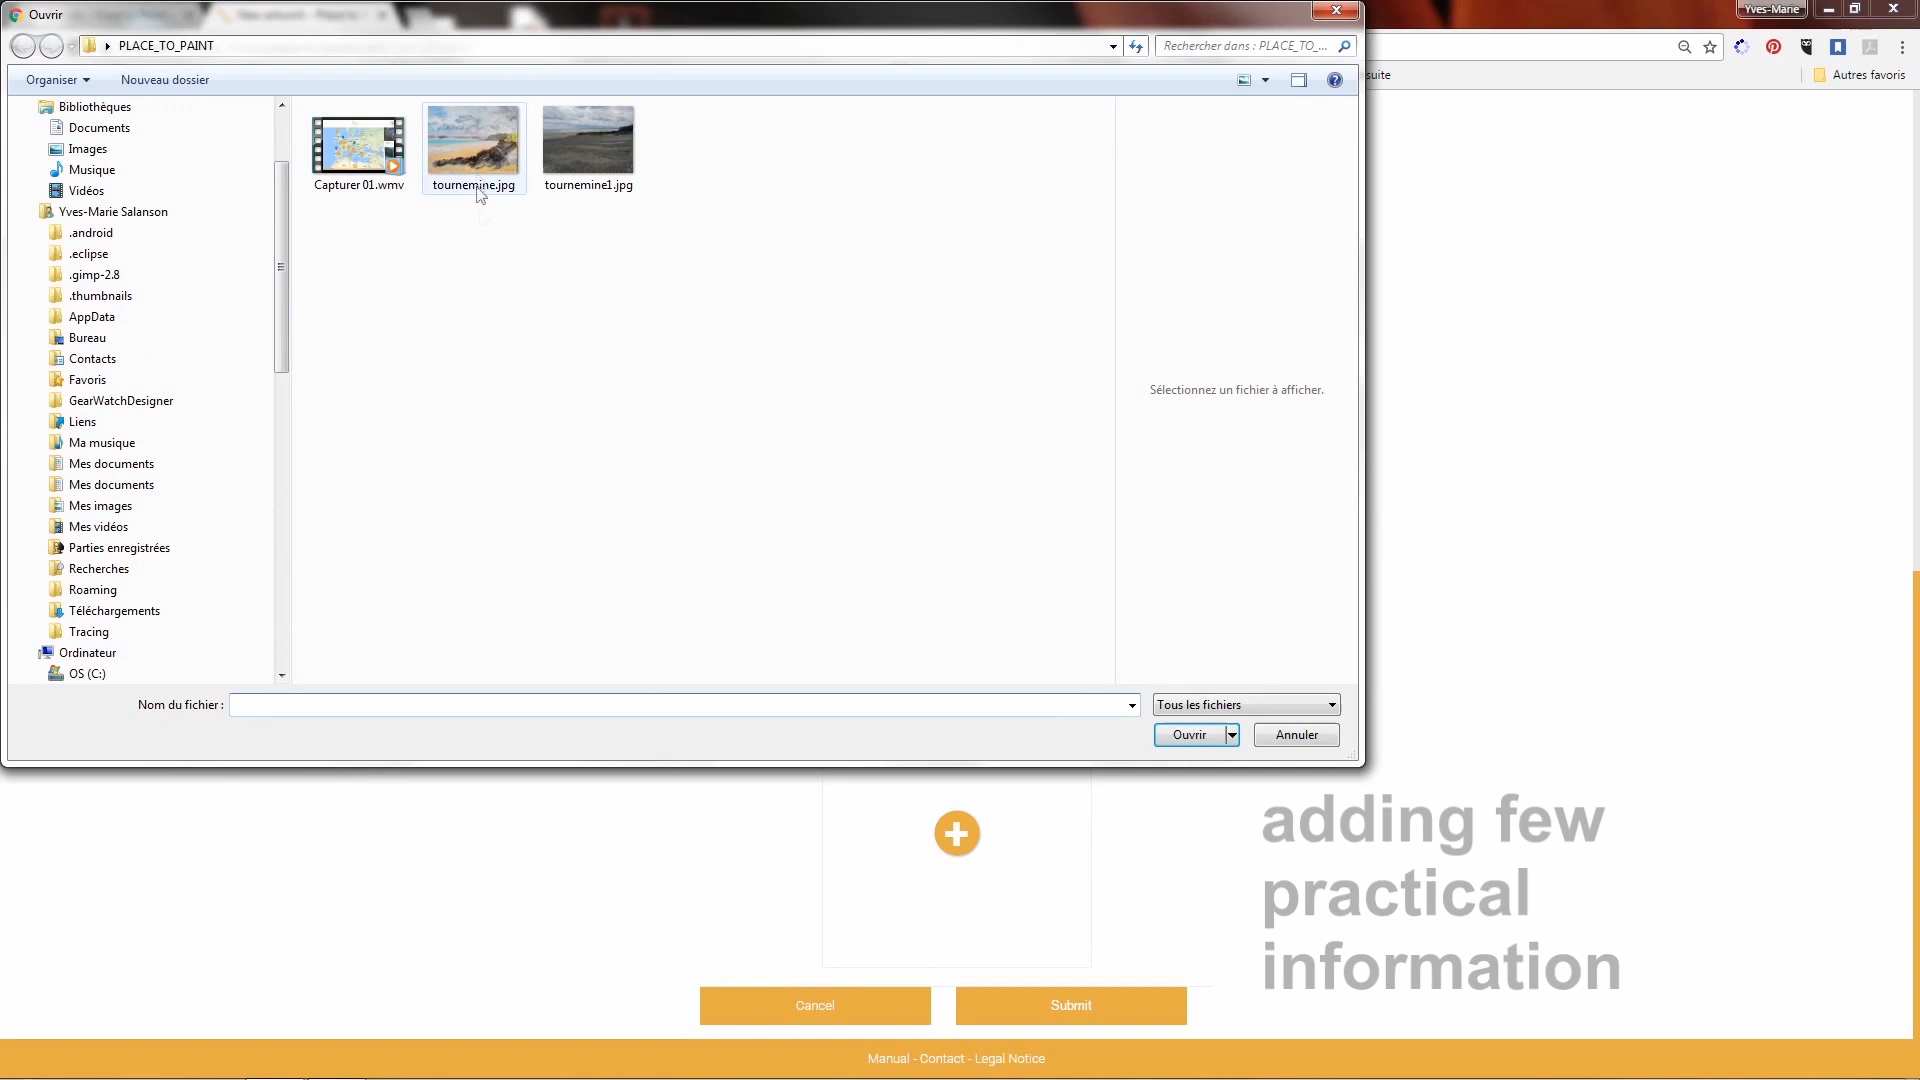 Ouvrir
Yves-Marie
PLACE_TO_PAINT
Rechercher dans : PLACE_TO_...
Organiser
Nouveau dossier
suite
Autres favoris
Bibliothèques
Documents
Images
Musique
Vidéos
Yves-Marie Salanson
.android
.eclipse
.gimp-2.8
.thumbnails
AppData
Bureau
Contacts
Favoris
GearWatchDesigner
Liens
Ma musique
Mes documents
Mes documents
Mes images
Mes vidéos
Parties enregistrées
Recherches
Roaming
Téléchargements
Tracing
Ordinateur
OS (C:)
Capturer 01.wmv
tournemine.jpg
tournemine1.jpg
Sélectionnez un fichier à afficher.
Nom du fichier :
Tous les fichiers
Ouvrir
Annuler
adding few
practical
information
Cancel
Submit
Manual - Contact - Legal Notice